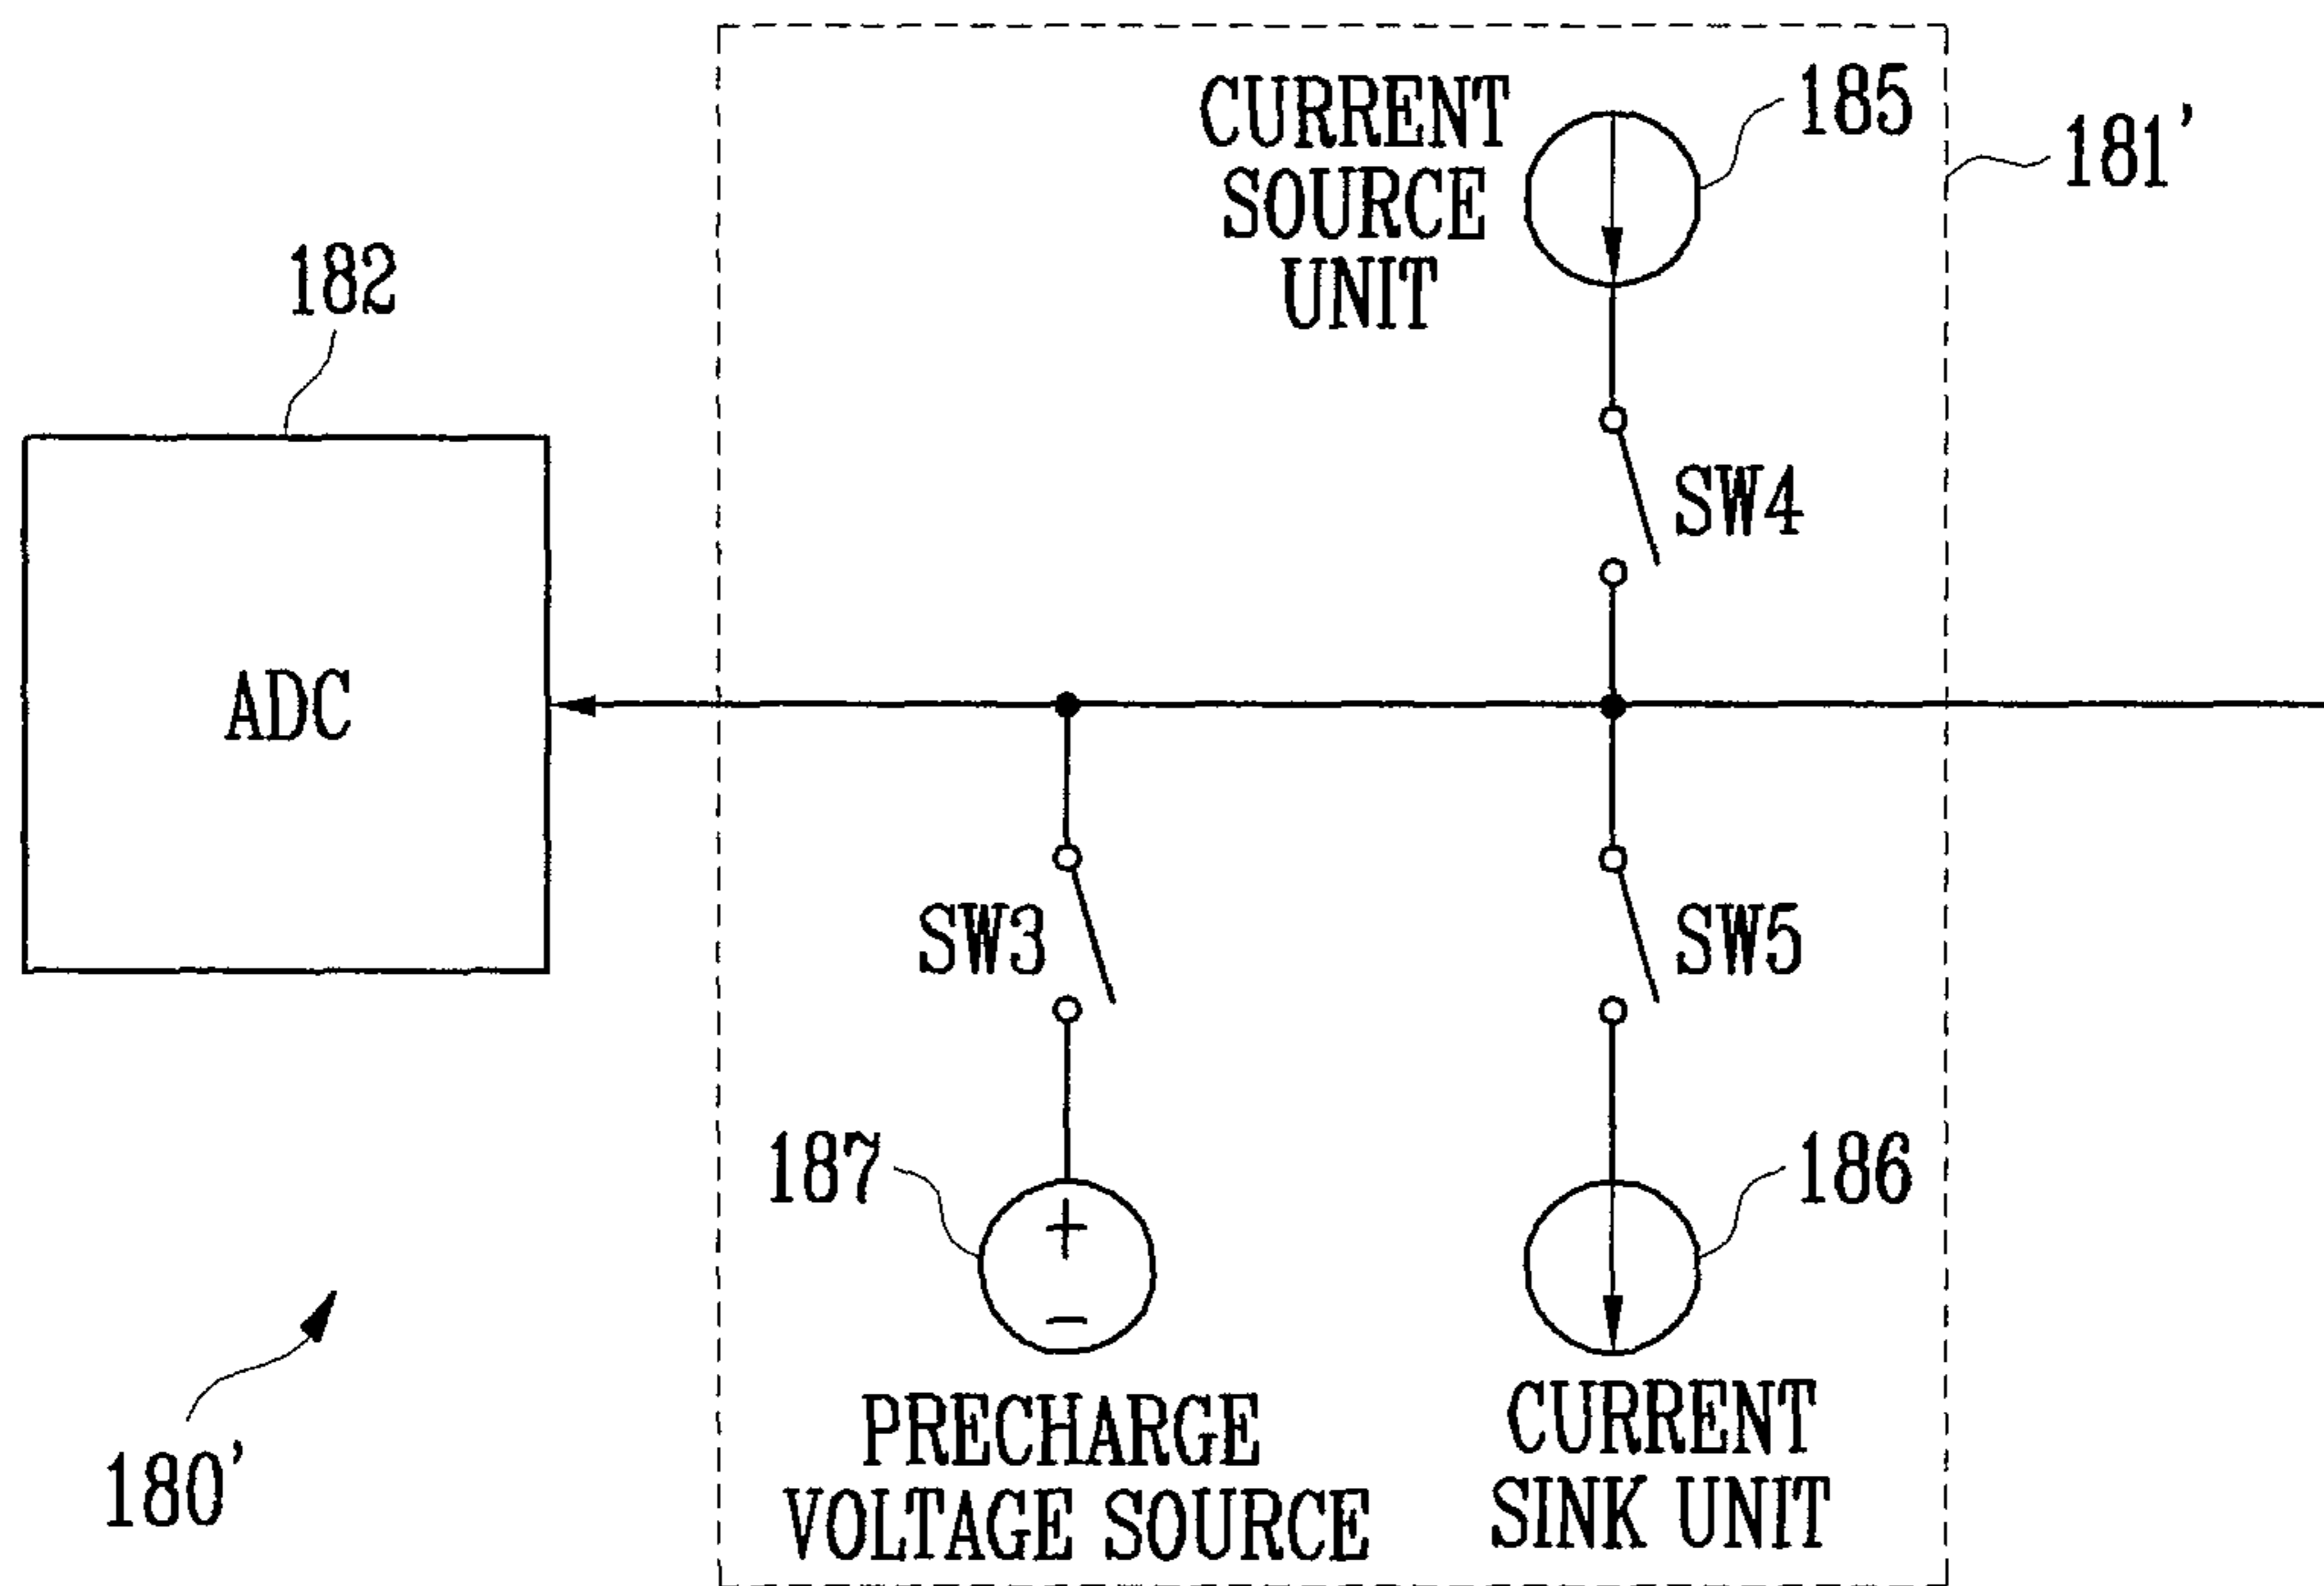 CURRENT
SOURCE
UNIT
185
181'
182
SW4
ADC
SW3
SW5
187
186
180'
PRECHARGE
VOLTAGE SOURCE
CURRENT
SINK UNIT